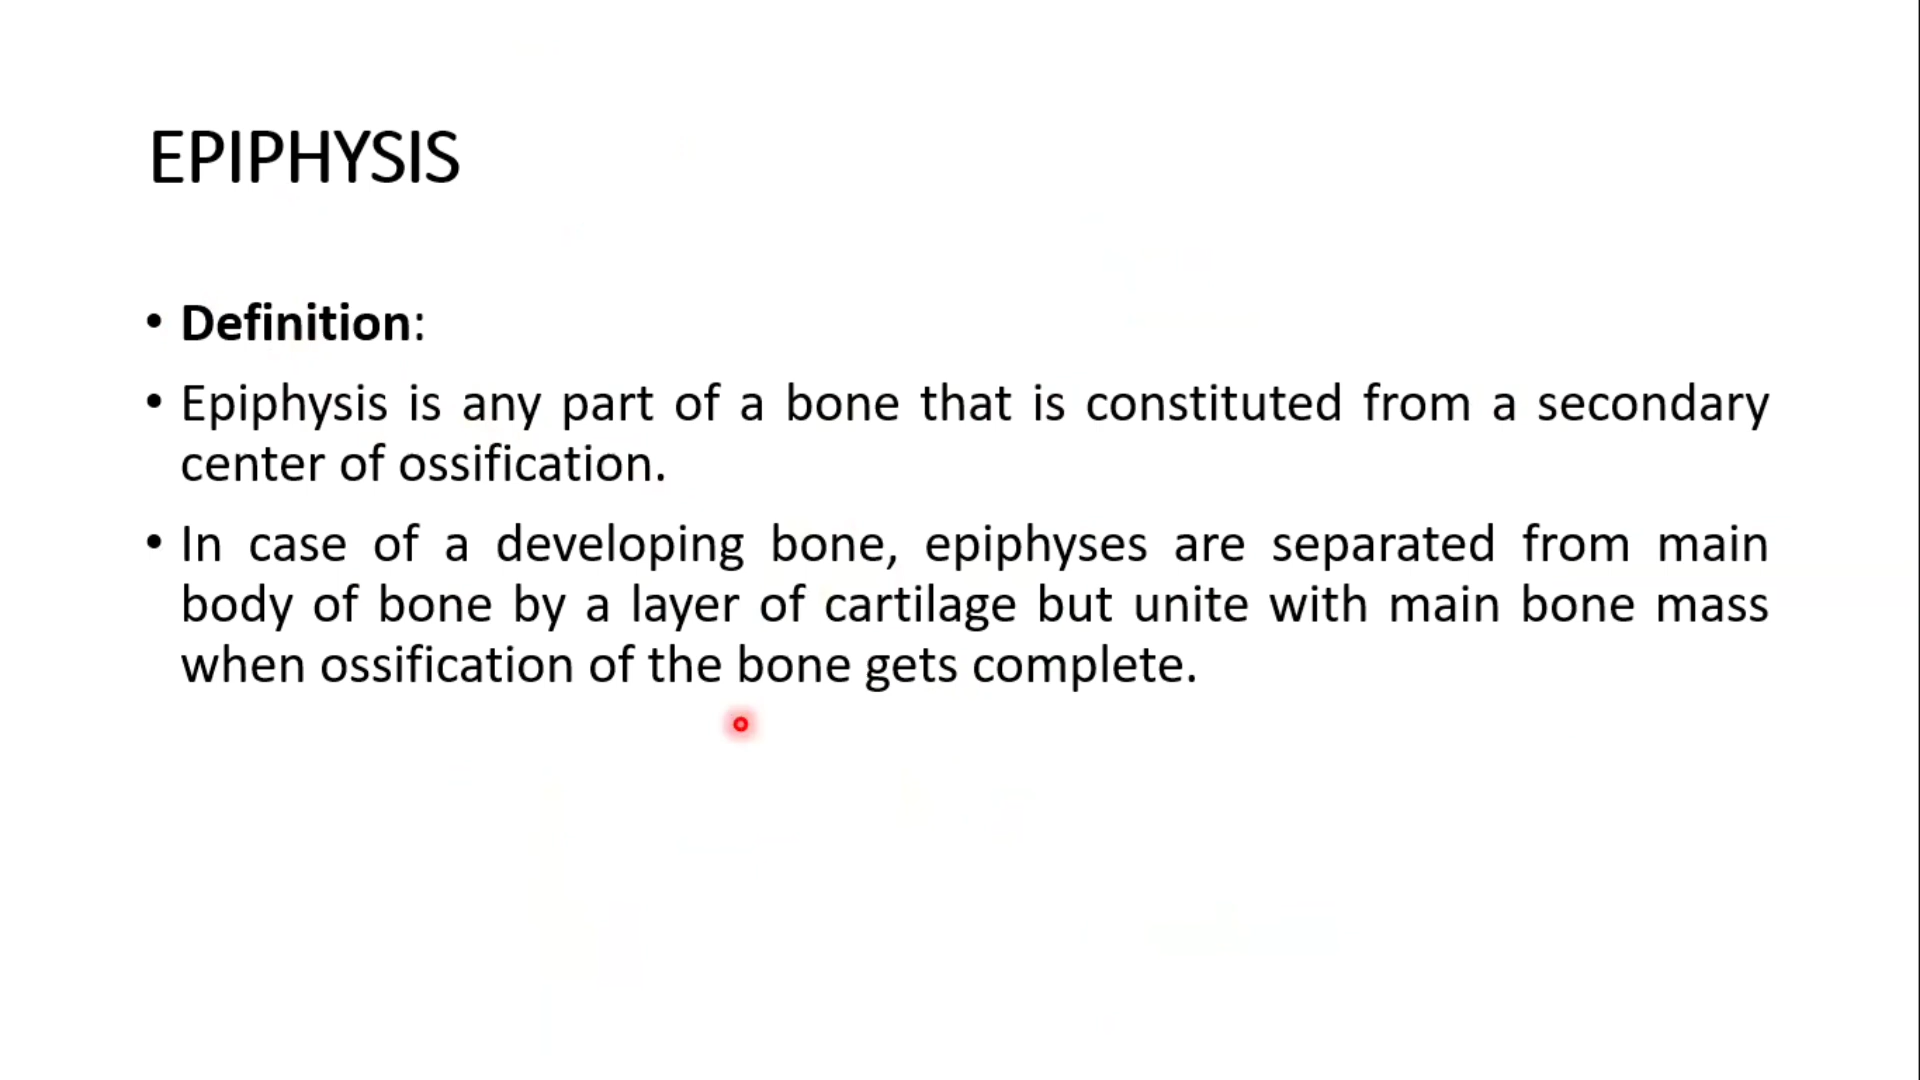 EPIPHYSIS
• Definition:
• Epiphysis is any part of a bone that is constituted from a secondary
center of ossification.
• In case of a developing bone, epiphyses are separated from main
body of bone by a layer of cartilage but unite with main bone mass
when ossification of the bone gets complete.